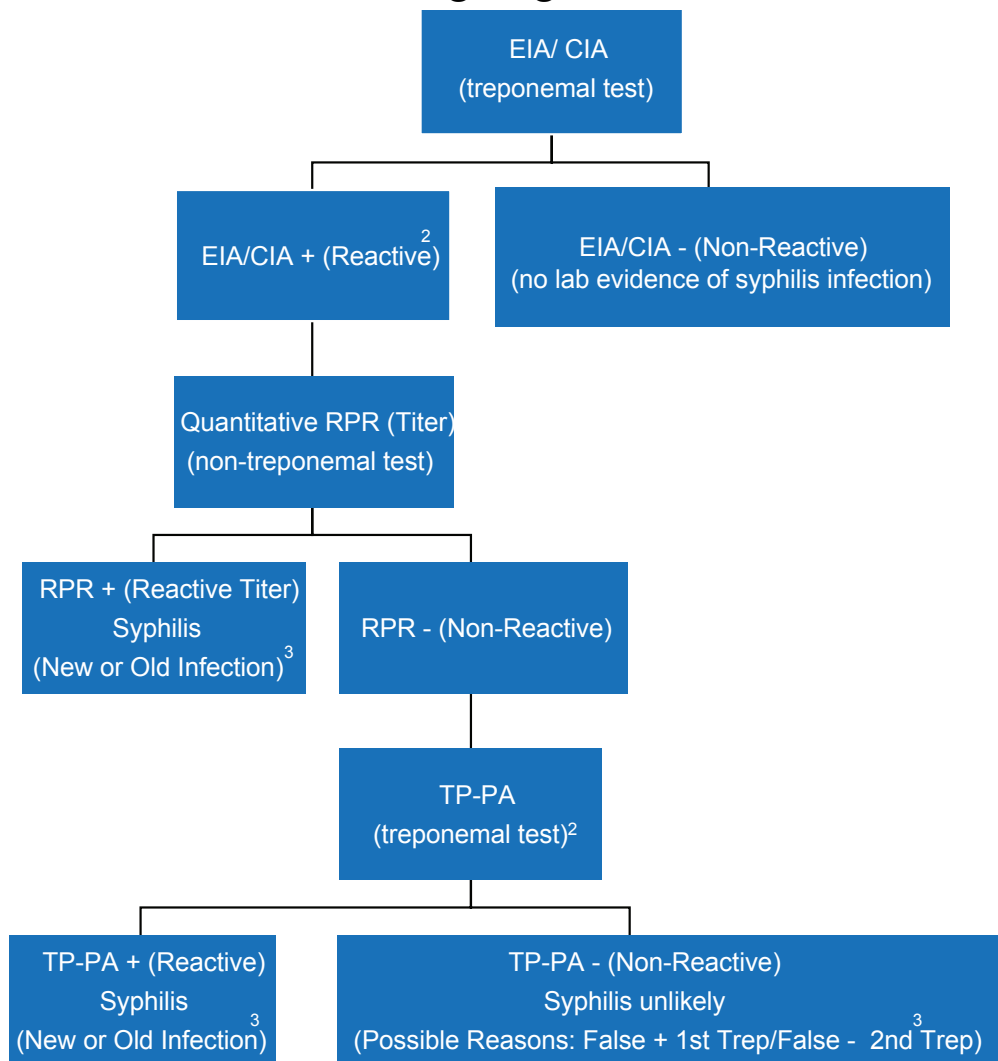 EIA/ CIA
(treponemal test)
EIA/CIA + (Reactive²)
EIA/CIA - (Non-Reactive)
(no lab evidence of syphilis infection)
Quantitative RPR (Titer)
(non-treponemal test)
RPR + (Reactive Titer)
Syphilis
(New or Old Infection)³
RPR - (Non-Reactive)
TP-PA
(treponemal test)²
TP-PA + (Reactive)
Syphilis
(New or Old Infection³)
TP-PA - (Non-Reactive)
Syphilis unlikely
(Possible Reasons: False + 1st Trep/False - 2nd³ Trep)